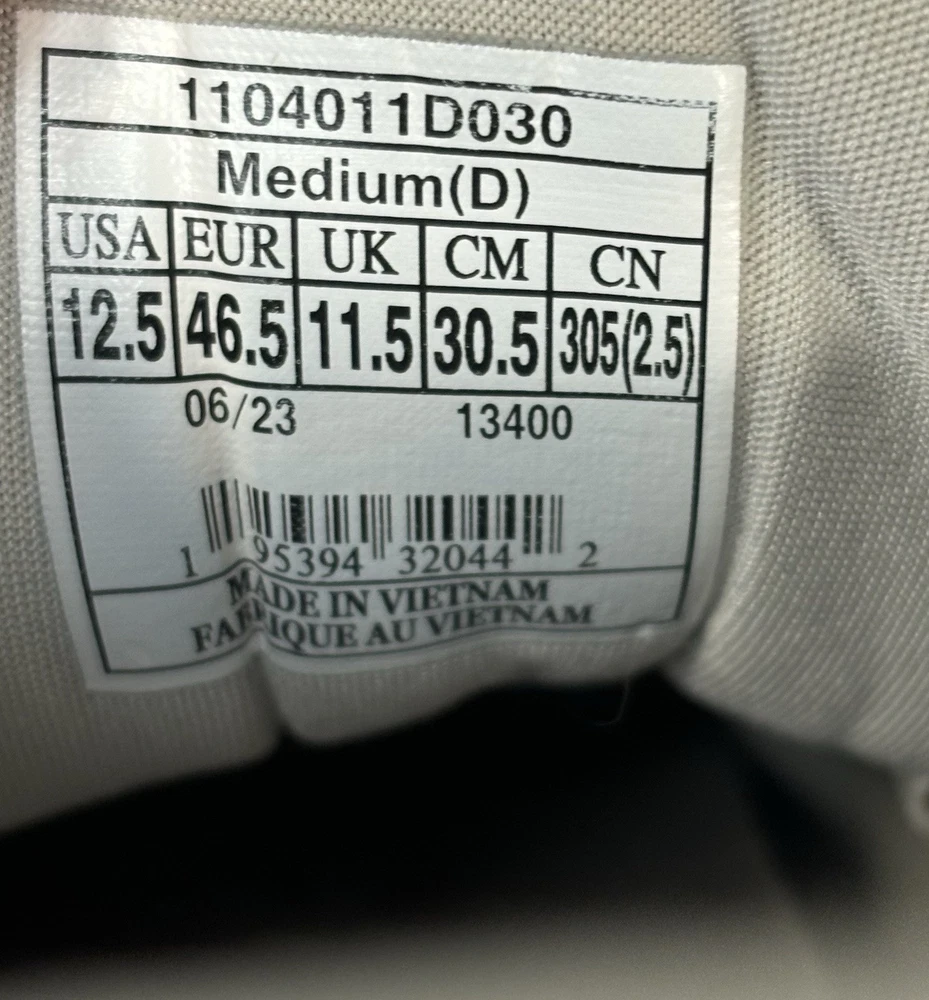 1104011D030
Medium(D)
USA EUR UK CM CN
12.5 46.5 11.5 30.5 305(2.5)
06/23 13400
1 95394 32044 2
MADE IN VIETNAM
FABRIQUE AU VIETNAM